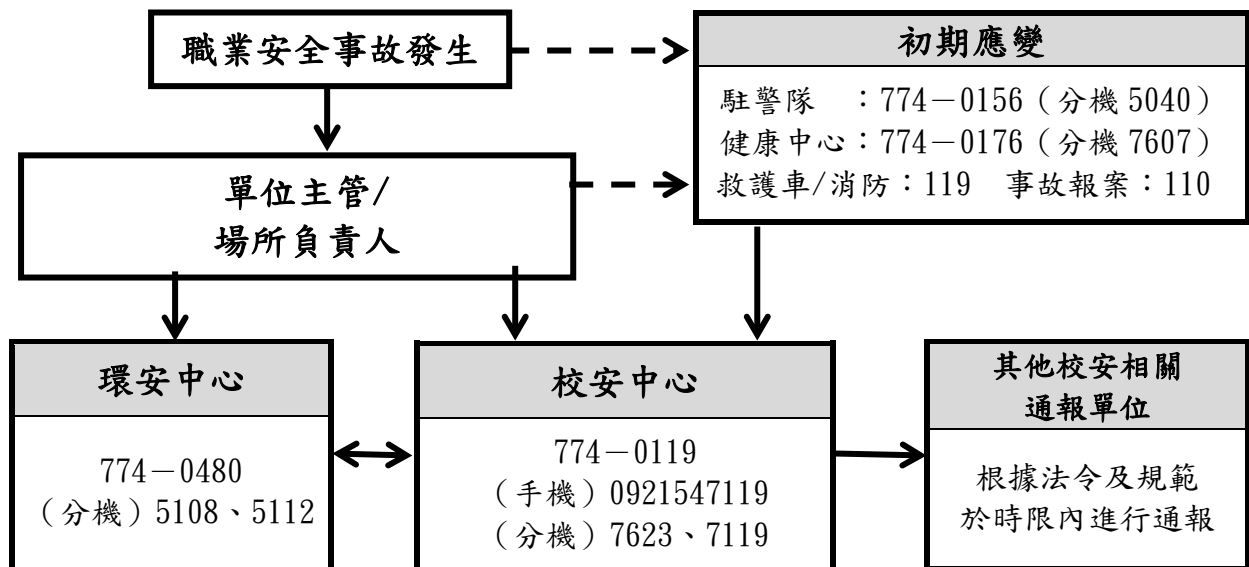 職業安全事故發生
初期應變
駐警隊 :774-0156(分機 5040)
健康中心:774-0176(分機 7607)
救護車/消防:119 事故報案:110
單位主管/
場所負責人
環安中心
774-0480
(分機)5108、5112
校安中心
774-0119
(手機)0921547119
(分機)7623、7119
其他校安相關
通報單位
根據法令及規範
於時限內進行通報